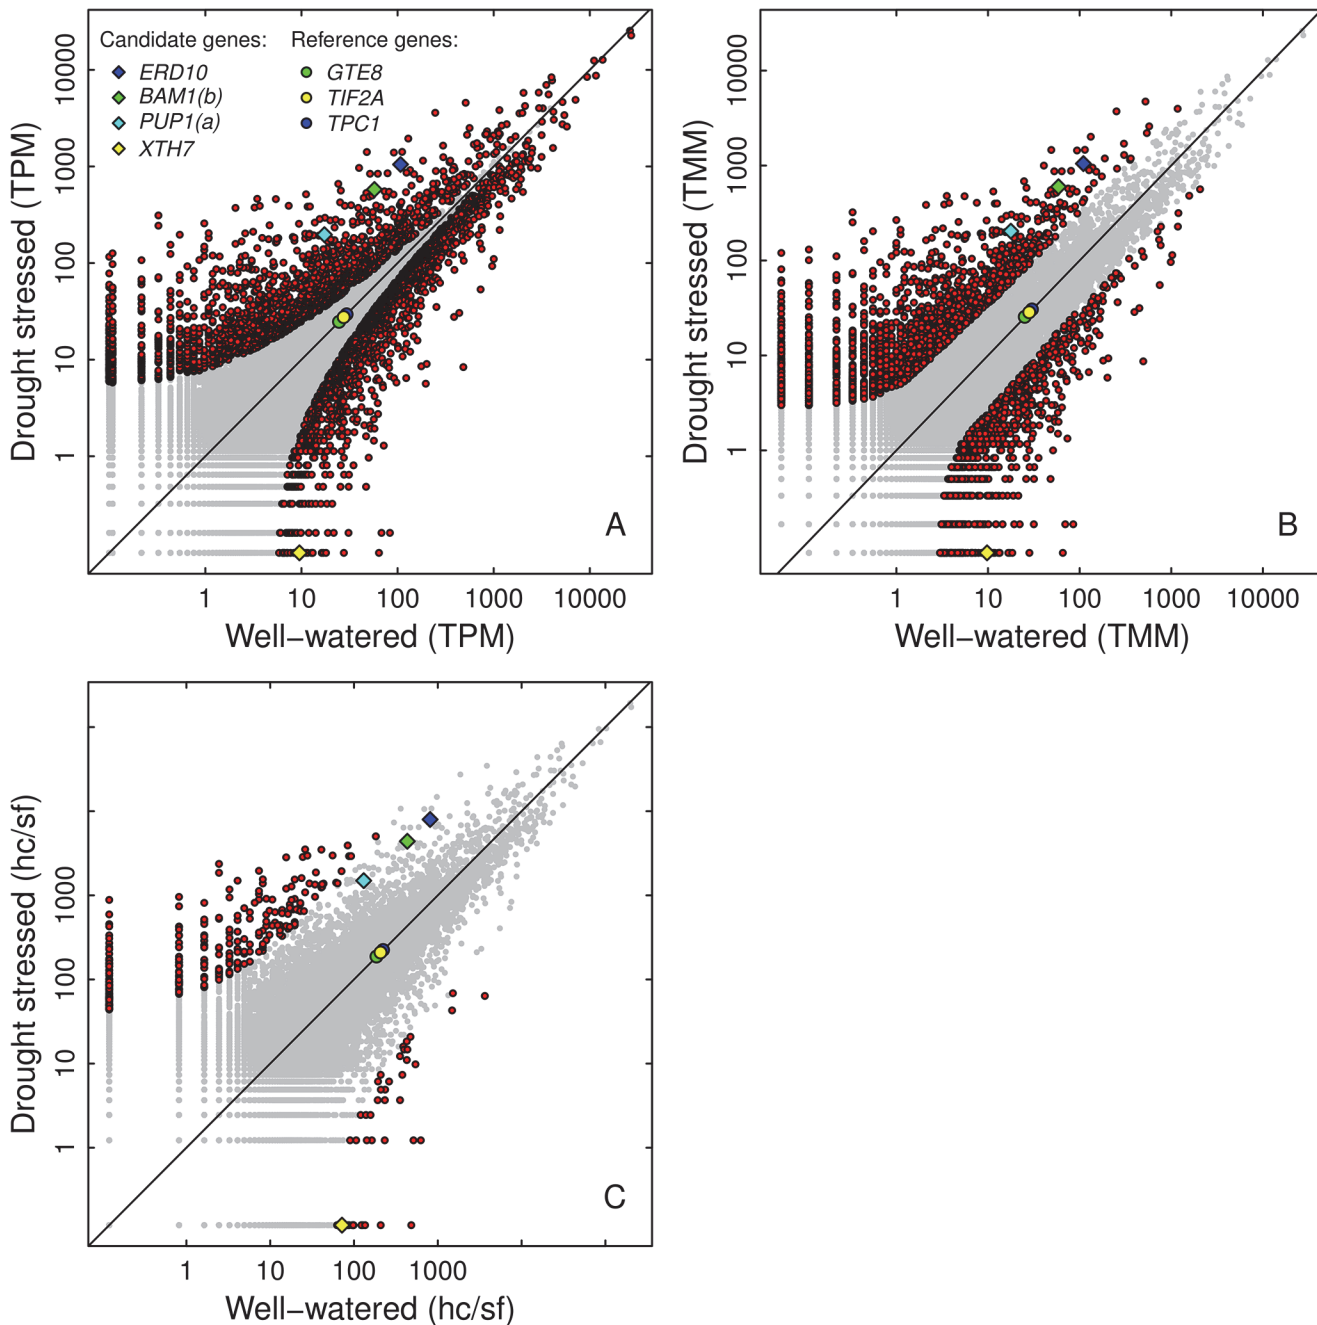 Candidate genes: Reference genes:
ERD10 GTE8
BAM1(b) TIF2A
PUP1(a) TPC1
XTH7
Drought stressed (TPM)
10000
1000
100
10
1
A
1 10 100 1000 10000
Well−watered (TPM)
Drought stressed (TMM)
10000
1000
100
10
1
B
1 10 100 1000 10000
Well−watered (TMM)
Drought stressed (hc/sf)
1000
100
10
1
C
1 10 100 1000
Well−watered (hc/sf)